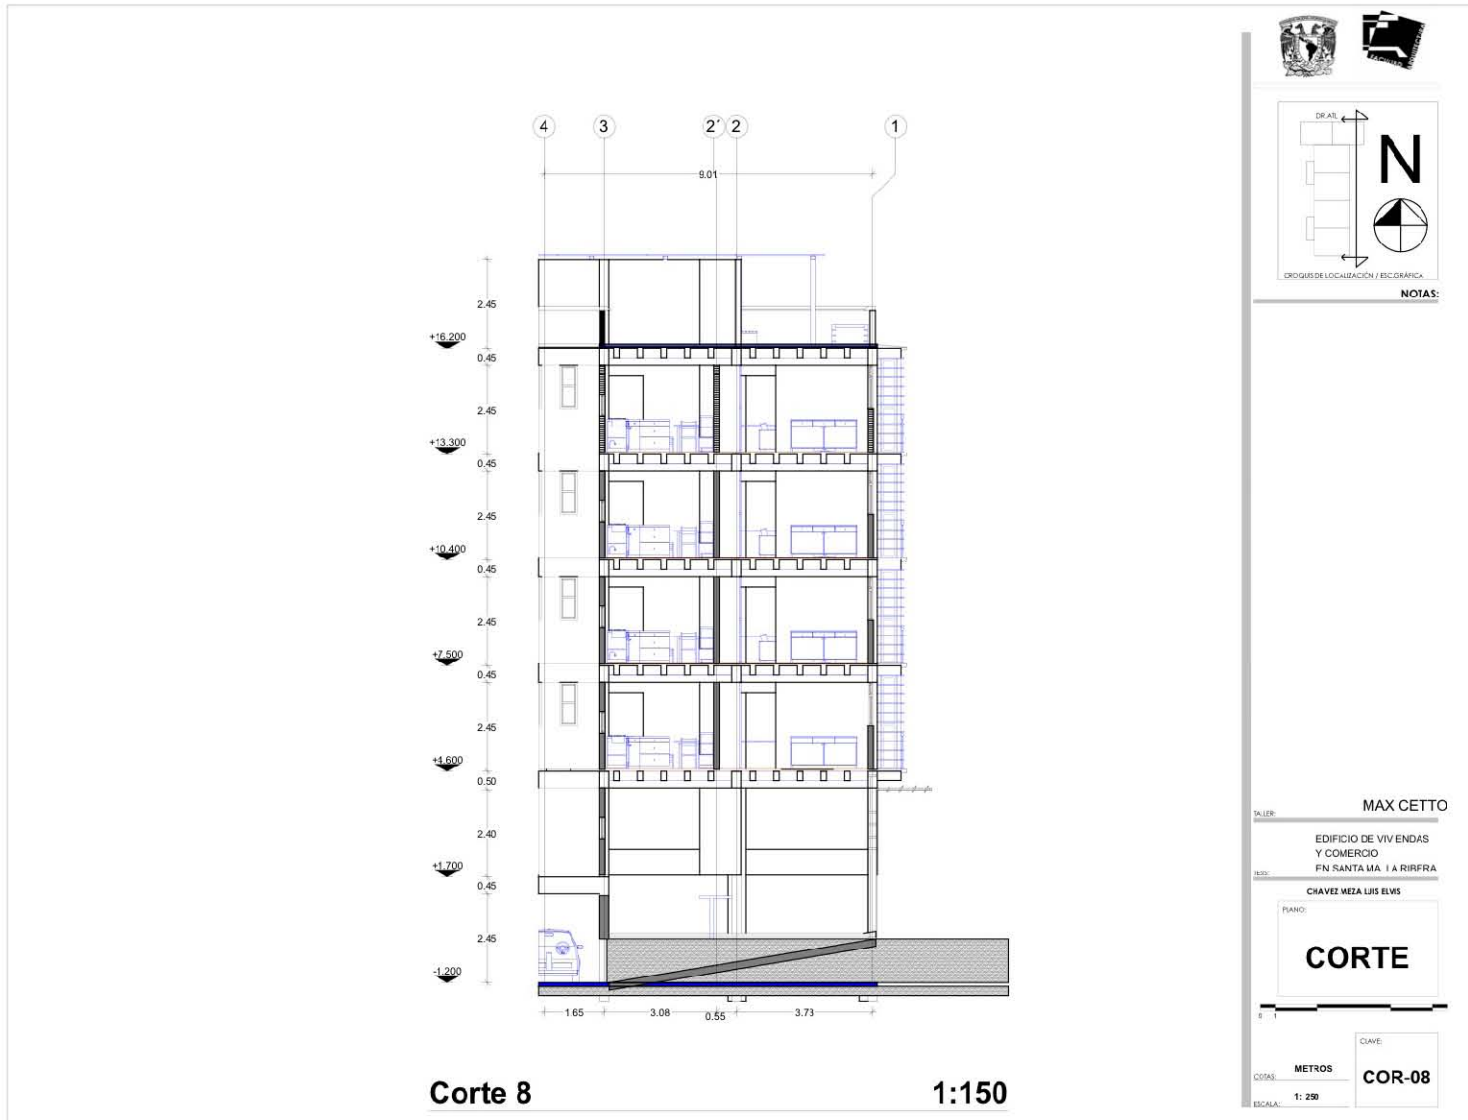 4 3 2´ 2 1
9.01
2.45
+16.200
0.45
2.45
+13.300
0.45
2.45
+10.400
0.45
2.45
+7.500
0.45
2.45
+4.600
0.50
2.40
+1.700
0.45
2.45
-1.200
1.65 3.08 0.55 3.73
Corte 8 1:150
DR.ATL
N
CROQUIS DE LOCALIZACIÓN / ESC.GRÁFICA
NOTAS:
TALLER: MAX CETTO
EDIFICIO DE VIVIENDAS
Y COMERCIO
EN SANTA MA. LA RIBERA
CHAVEZ MEZA LUIS ELVIS
PLANO:
CORTE
0 1
COTAS: METROS
CLAVE:
COR-08
ESCALA: 1: 250